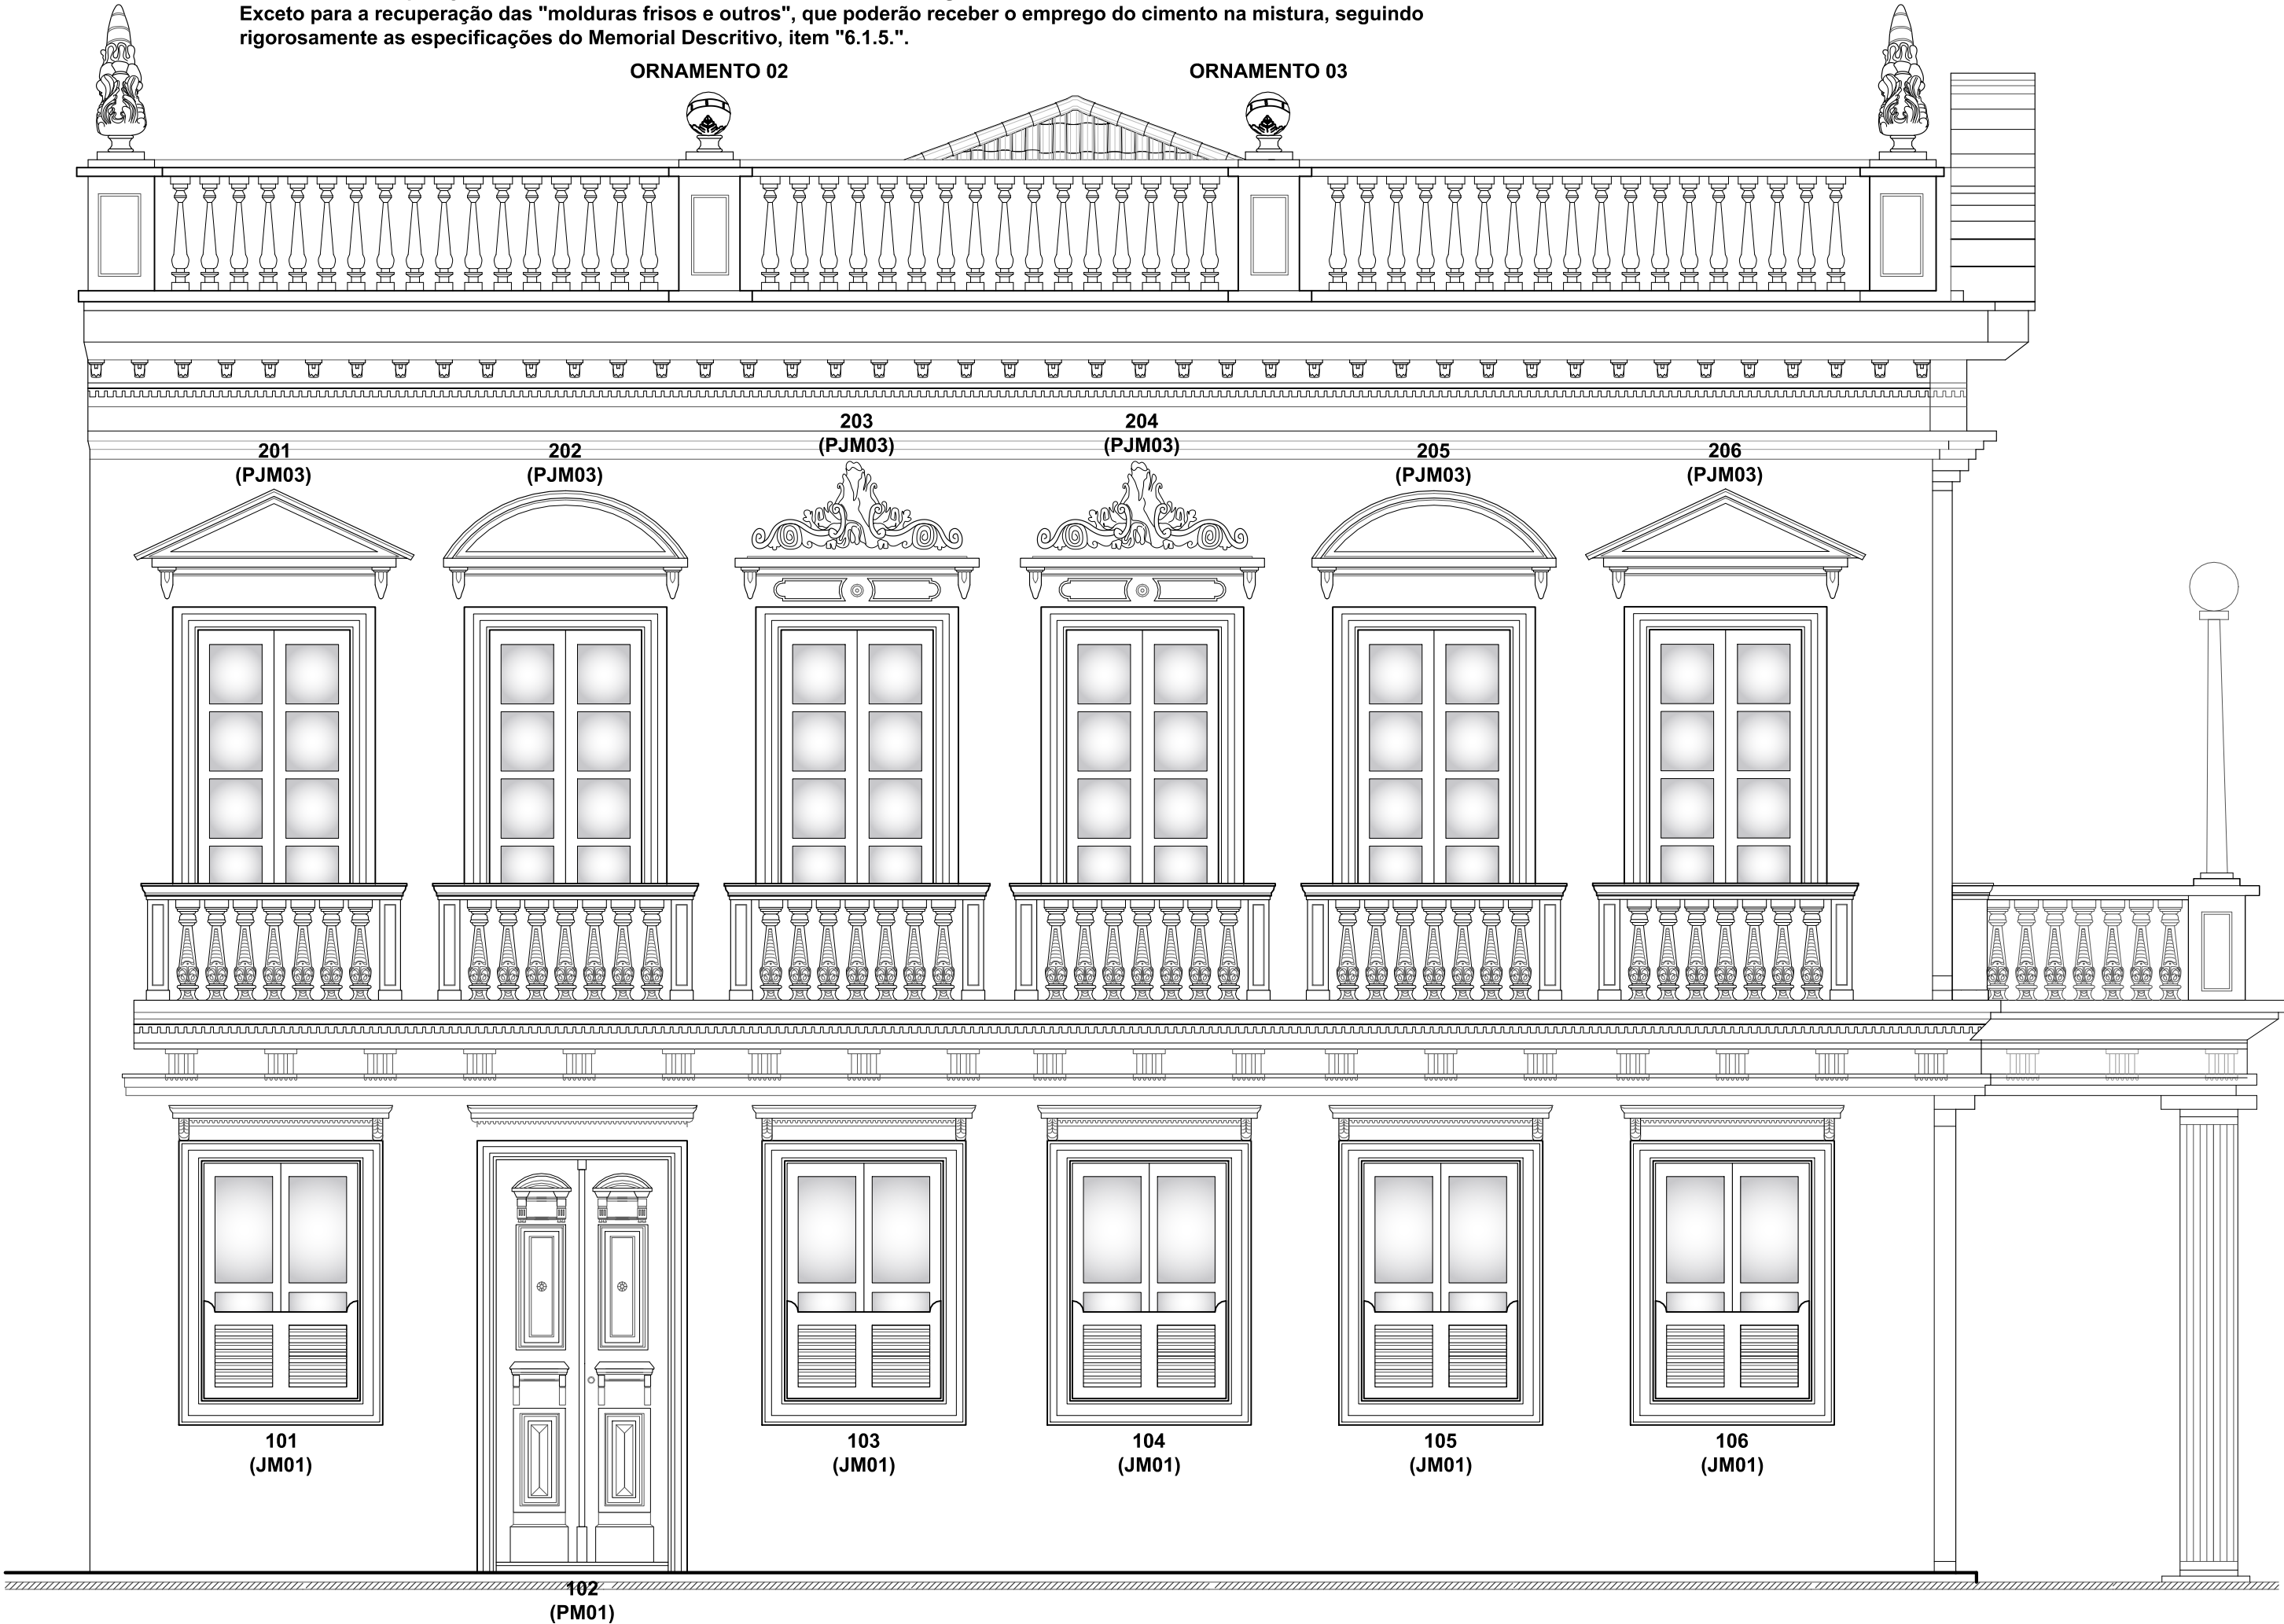 Exceto para a recuperação das "molduras frisos e outros", que poderão receber o emprego do cimento na mistura, seguindo
rigorosamente as especificações do Memorial Descritivo, item "6.1.5.".
ORNAMENTO 02
ORNAMENTO 03
203
(PJM03)
204
(PJM03)
201
(PJM03)
202
(PJM03)
205
(PJM03)
206
(PJM03)
101
(JM01)
103
(JM01)
104
(JM01)
105
(JM01)
106
(JM01)
102
(PM01)